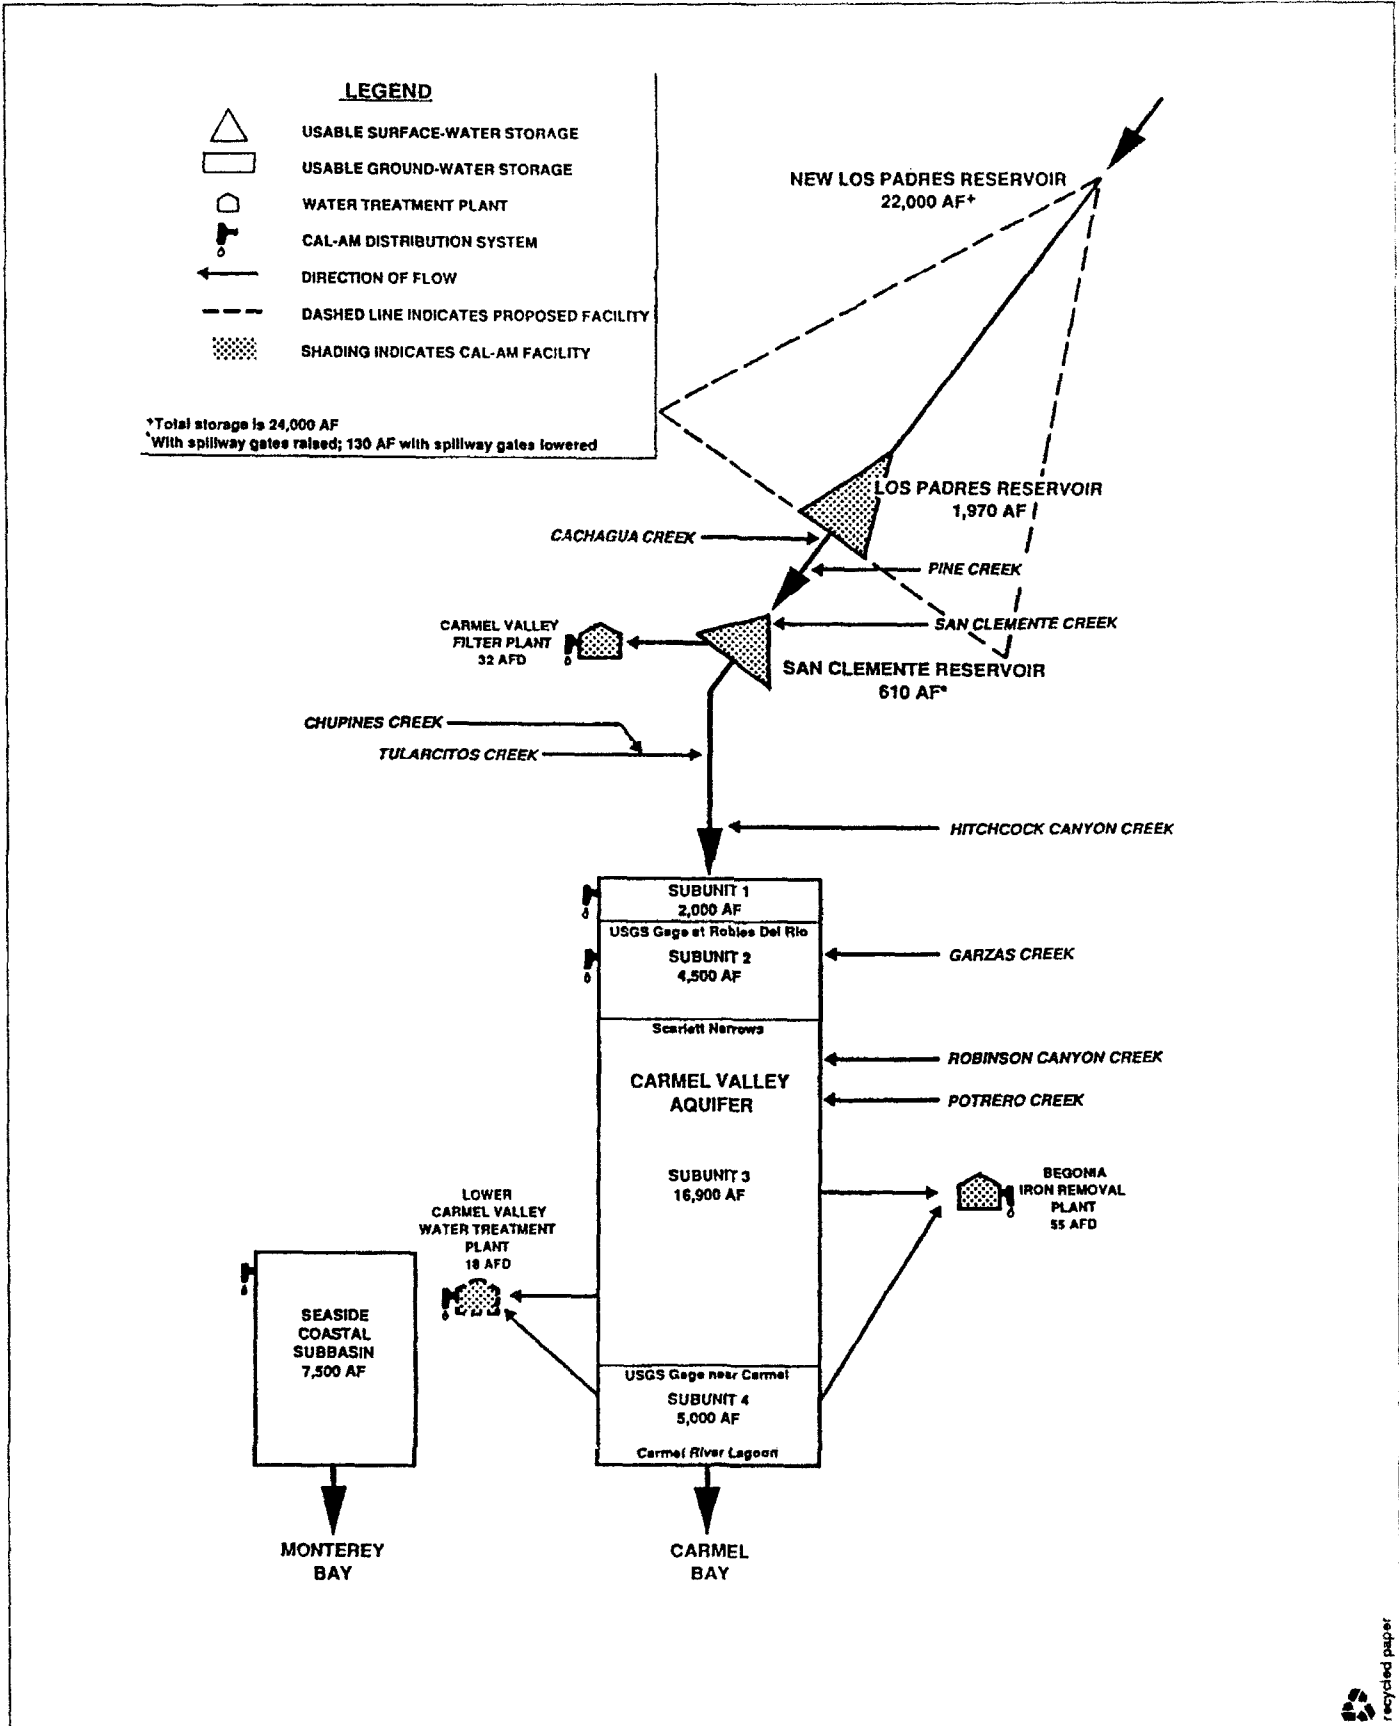 LEGEND
USABLE SURFACE-WATER STORAGE
USABLE GROUND-WATER STORAGE
WATER TREATMENT PLANT
CAL-AM DISTRIBUTION SYSTEM
DIRECTION OF FLOW
DASHED LINE INDICATES PROPOSED FACILITY
SHADING INDICATES CAL-AM FACILITY
+Total storage is 24,000 AF
*With spillway gates raised; 130 AF with spillway gates lowered
NEW LOS PADRES RESERVOIR
22,000 AF+
LOS PADRES RESERVOIR
1,970 AF
CACHAGUA CREEK
PINE CREEK
SAN CLEMENTE CREEK
CARMEL VALLEY
FILTER PLANT
32 AFD
SAN CLEMENTE RESERVOIR
610 AF*
CHUPINES CREEK
TULARCITOS CREEK
HITCHCOCK CANYON CREEK
SUBUNIT 1
2,000 AF
USGS Gage at Robles Del Rio
SUBUNIT 2
4,500 AF
GARZAS CREEK
Scarlett Narrows
ROBINSON CANYON CREEK
CARMEL VALLEY
AQUIFER
POTRERO CREEK
SUBUNIT 3
16,900 AF
BEGONIA
IRON REMOVAL
PLANT
55 AFD
LOWER
CARMEL VALLEY
WATER TREATMENT
PLANT
18 AFD
SEASIDE
COASTAL
SUBBASIN
7,500 AF
USGS Gage near Carmel
SUBUNIT 4
5,000 AF
Carmel River Lagoon
MONTEREY
BAY
CARMEL
BAY
recycled paper